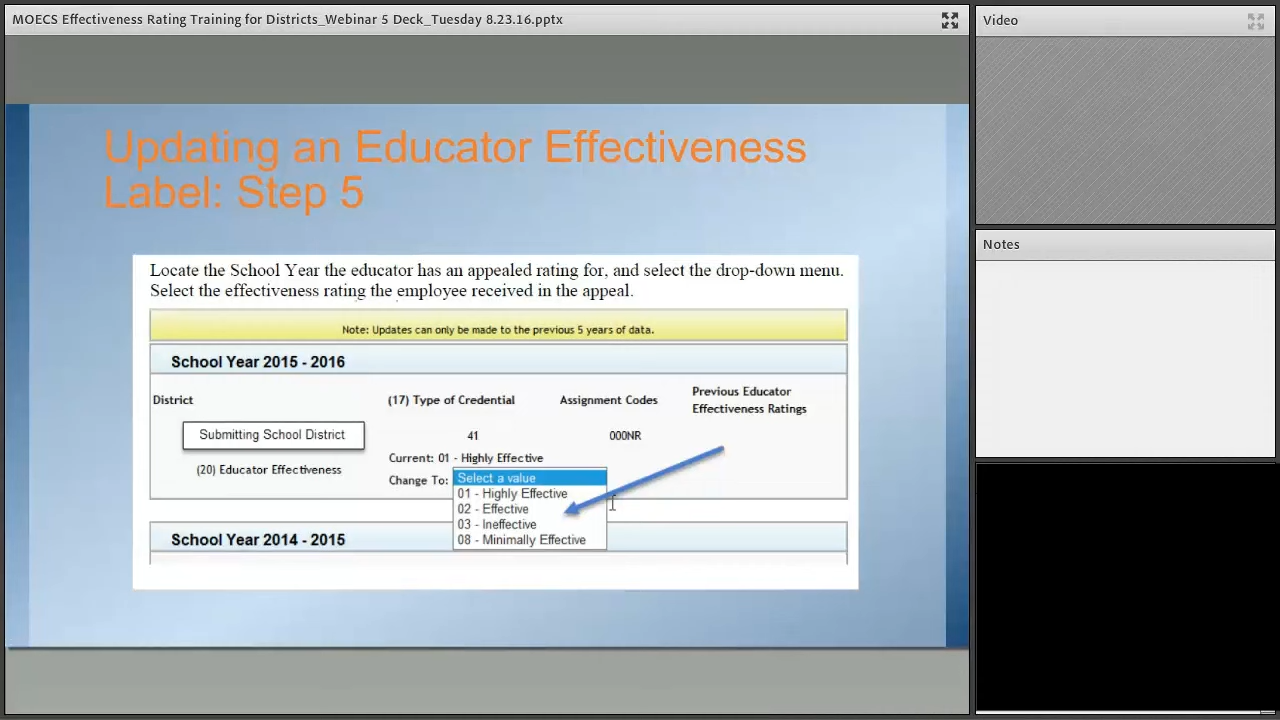 MOECS Effectiveness Rating Training for Districts_Webinar 5 Deck_Tuesday 8.23.16.pptx
Video
Notes
Updating an Educator Effectiveness
Label: Step 5
Locate the School Year the educator has an appealed rating for, and select the drop-down menu.
Select the effectiveness rating the employee received in the appeal.
Note: Updates can only be made to the previous 5 years of data.
School Year 2015 - 2016
District
(17) Type of Credential
Assignment Codes
Previous Educator
Effectiveness Ratings
Submitting School District
41
000NR
(20) Educator Effectiveness
Current: 01 - Highly Effective
Change To:
Select a value
01 - Highly Effective
02 - Effective
03 - Ineffective
08 - Minimally Effective
School Year 2014 - 2015